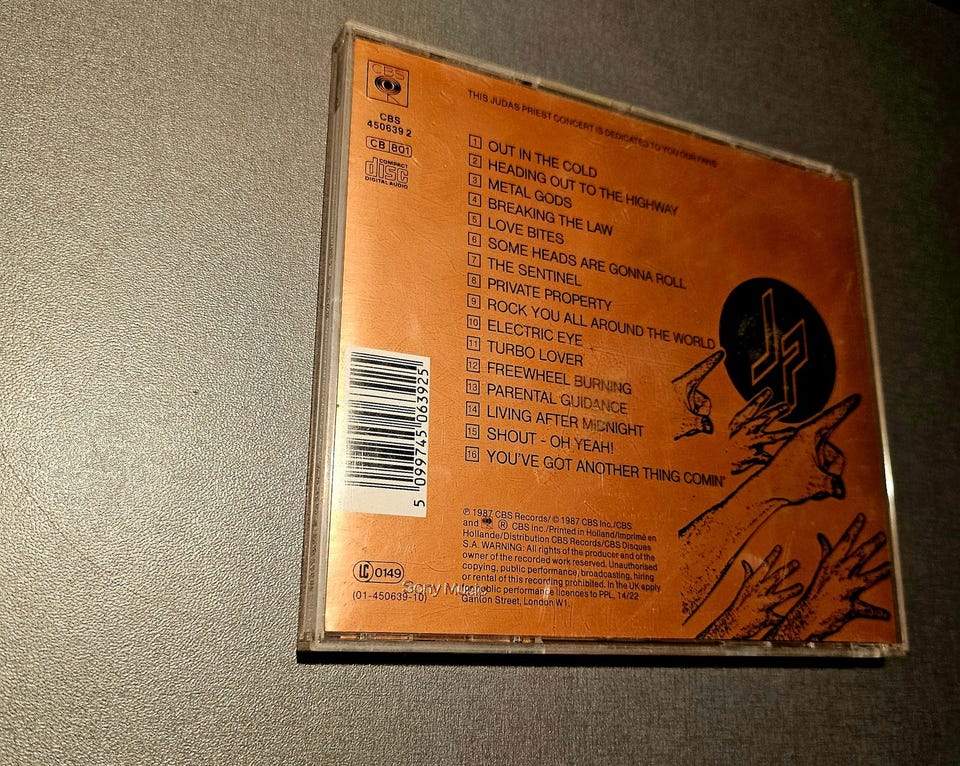 CBS
CBS
450639 2
CB 801
COMPACT
disc
DIGITAL AUDIO
THIS JUDAS PRIEST CONCERT IS DEDICATED TO YOU OUR FANS
1 OUT IN THE COLD
2 HEADING OUT TO THE HIGHWAY
3 METAL GODS
4 BREAKING THE LAW
5 LOVE BITES
6 SOME HEADS ARE GONNA ROLL
7 THE SENTINEL
8 PRIVATE PROPERTY
9 ROCK YOU ALL AROUND THE WORLD
10 ELECTRIC EYE
11 TURBO LOVER
12 FREEWHEEL BURNING
13 PARENTAL GUIDANCE
14 LIVING AFTER MIDNIGHT
15 SHOUT - OH YEAH!
16 YOU'VE GOT ANOTHER THING COMIN'
JP
5 099745 063925
℗ 1987 CBS Records/ © 1987 CBS Inc./CBS
and ® CBS Inc./Printed in Holland/Imprimé en
Hollande/Distribution CBS Records/CBS Disques
S.A. WARNING: All rights of the producer and of the
owner of the recorded work reserved. Unauthorised
copying, public performance, broadcasting, hiring
or rental of this recording prohibited. In the UK apply
for public performance licences to PPL, 14/22
Ganton Street, London W1.
LC 0149
(01-450639-10)
Sony Music